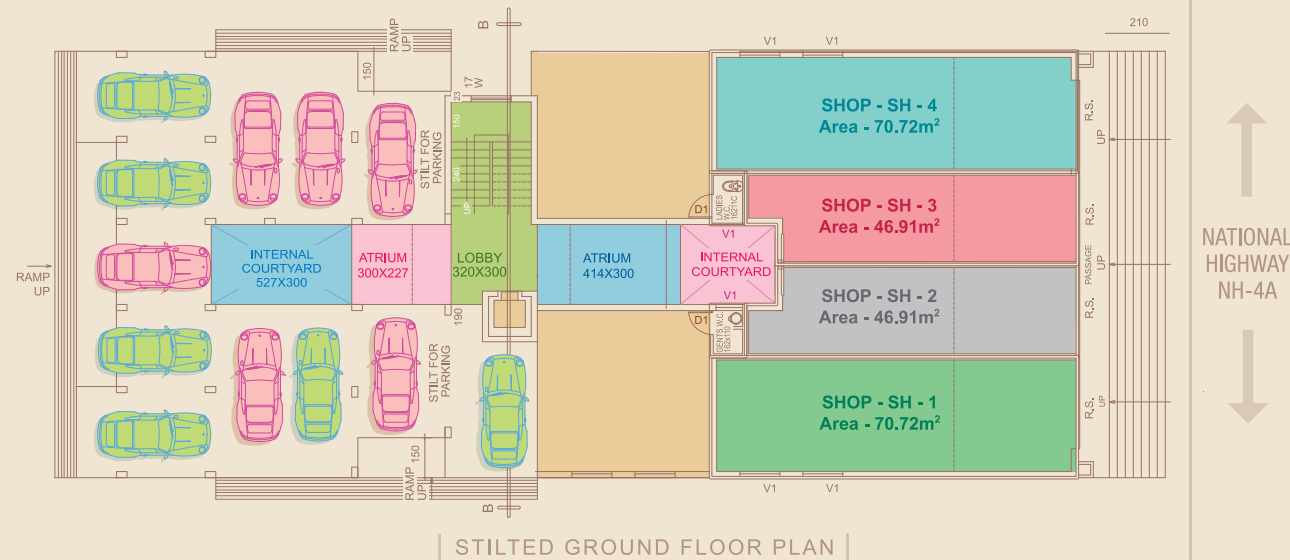 B
210
RAMP
UP
V1
V1
150
17
W
23
150
SHOP - SH - 4
Area - 70.72m²
R.S.
UP
STILT FOR
PARKING
240
UP
LADIES
W.C.
D1
V1
SHOP - SH - 3
Area - 46.91m²
R.S.
NATIONAL
HIGHWAY
NH-4A
RAMP
UP
INTERNAL
COURTYARD
527X300
ATRIUM
300X227
LOBBY
320X300
ATRIUM
414X300
INTERNAL
COURTYARD
PASSAGE
UP
V1
190
D1
GENT'S W.C.
162x110
SHOP - SH - 2
Area - 46.91m²
R.S.
STILT FOR
PARKING
SHOP - SH - 1
Area - 70.72m²
R.S.
UP
150
RAMP
UP
V1
V1
B
STILTED GROUND FLOOR PLAN